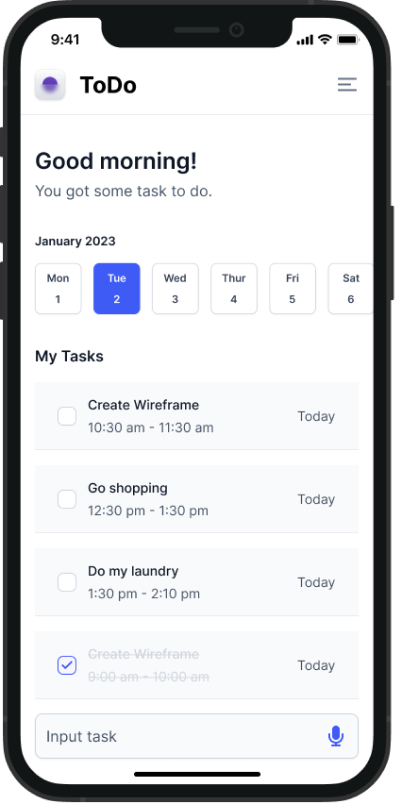 9:41
ToDo
Good morning!
You got some task to do.
January 2023
Mon Tue Wed Thur Fri Sat
1 2 3 4 5 6
My Tasks
Create Wireframe
10:30 am - 11:30 am
Today
Go shopping
12:30 pm - 1:30 pm
Today
Do my laundry
1:30 pm - 2:10 pm
Today
Create Wireframe
9:00 am - 10:00 am
Today
Input task